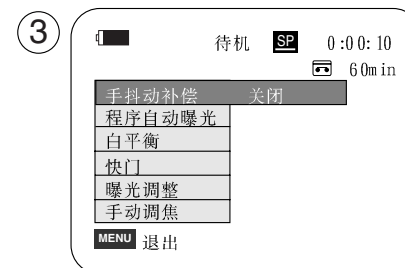 ③
待机 SP 0:00:10
60min
手抖动补偿 关闭
程序自动曝光
白平衡
快门
曝光调整
手动调焦
MENU 退出